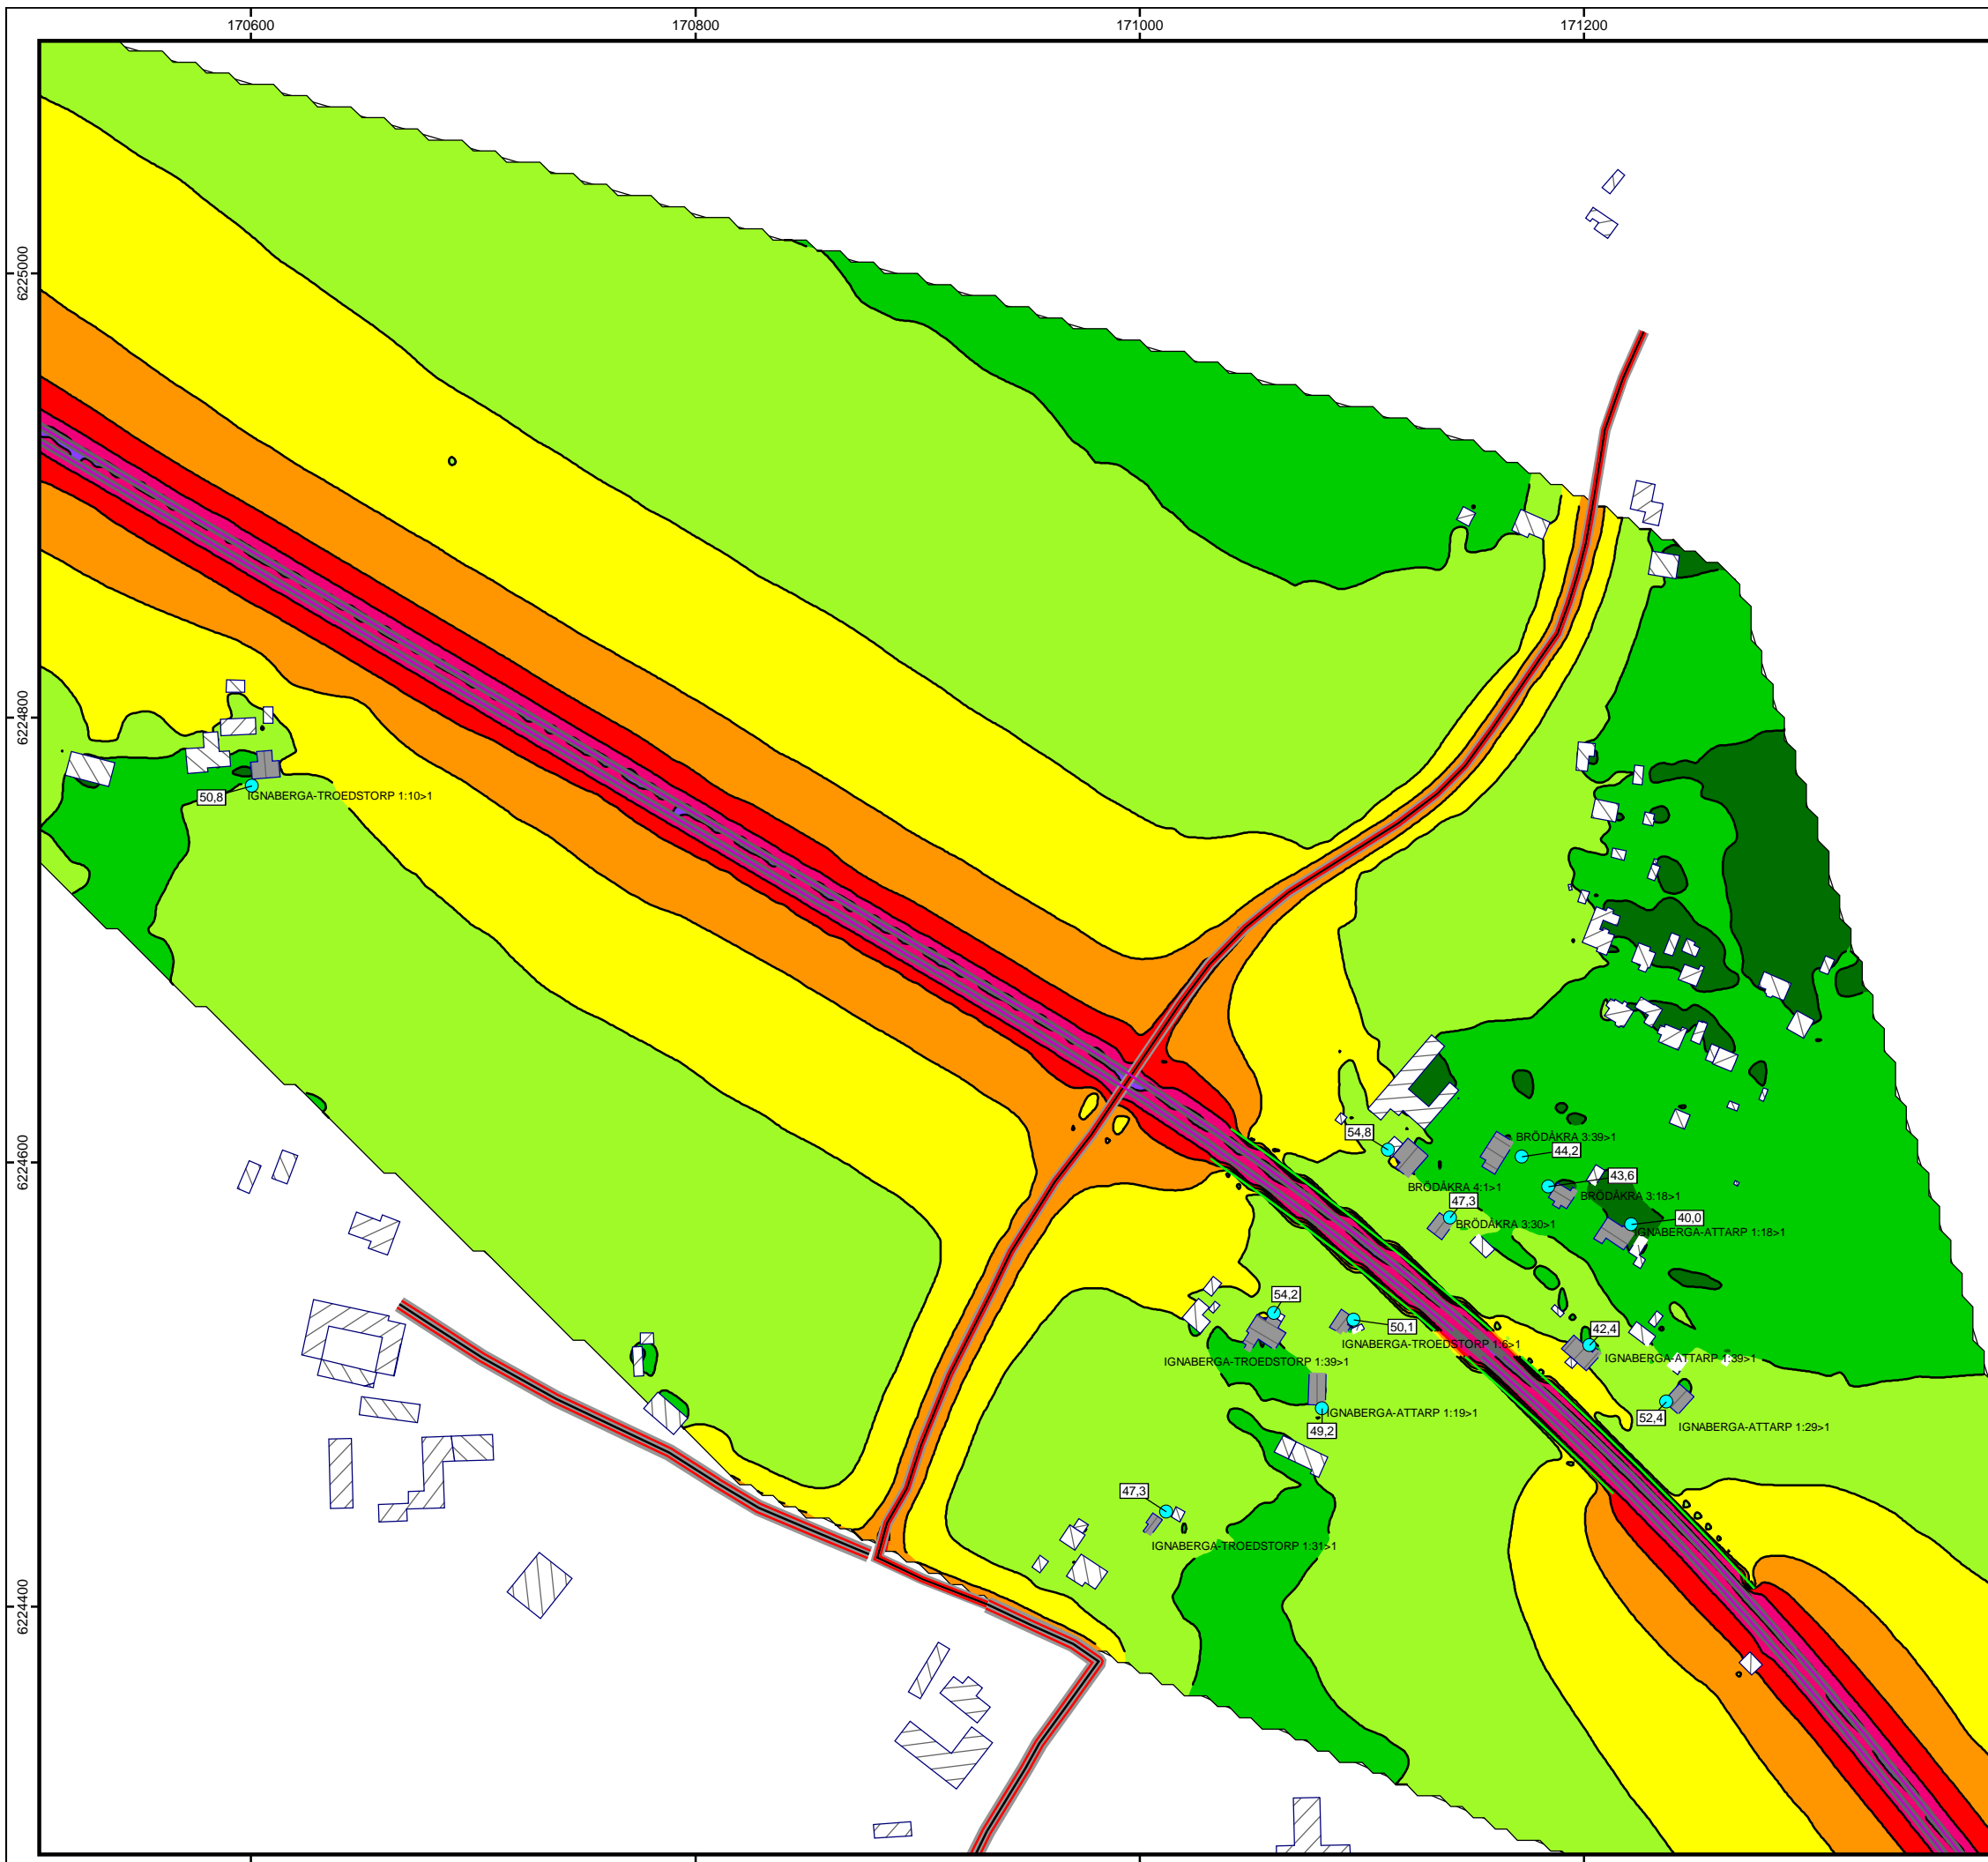 170600
170800
171000
171200
6225000
6224800
6224600
6224400
50,8
IGNABERGA-TROEDSTORP 1:10>1
54,8
BRÖDÅKRA 3:39>1
44,2
43,6
BRÖDÅKRA 4:1>1
BRÖDÅKRA 3:18>1
47,3
BRÖDÅKRA 3:30>1
40,0
IGNABERGA-ATTARP 1:18>1
54,2
50,1
IGNABERGA-TROEDSTORP 1:6>1
42,4
IGNABERGA-TROEDSTORP 1:39>1
IGNABERGA-ATTARP 1:39>1
IGNABERGA-ATTARP 1:19>1
52,4
49,2
IGNABERGA-ATTARP 1:29>1
47,3
IGNABERGA-TROEDSTORP 1:31>1